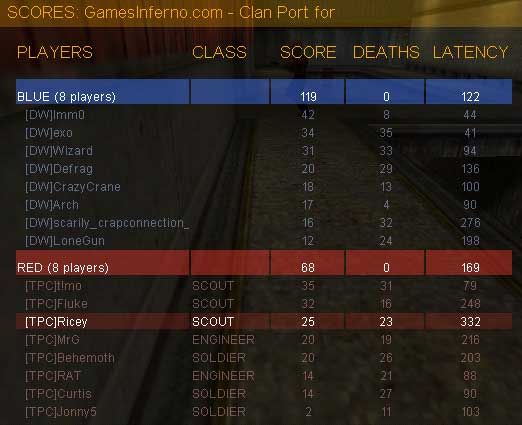 SCORES: GamesInferno.com - Clan Port for
PLAYERS CLASS SCORE DEATHS LATENCY
BLUE (8 players) 119 0 122
[DW]Imm0 42 8 44
[DW]exo 34 35 41
[DW]Wizard 31 33 94
[DW]Defrag 20 29 136
[DW]CrazyCrane 18 13 100
[DW]Arch 17 4 90
[DW]scarily_crapconnection_ 16 32 276
[DW]LoneGun 12 24 198
RED (8 players) 68 0 169
[TPC]t!mo SCOUT 35 31 79
[TPC]Fluke SCOUT 32 16 248
[TPC]Ricey SCOUT 25 23 332
[TPC]MrG ENGINEER 20 19 216
[TPC]Behemoth SOLDIER 20 26 203
[TPC]RAT ENGINEER 14 21 88
[TPC]Curtis SOLDIER 14 27 90
[TPC]Jonny5 SOLDIER 2 11 103